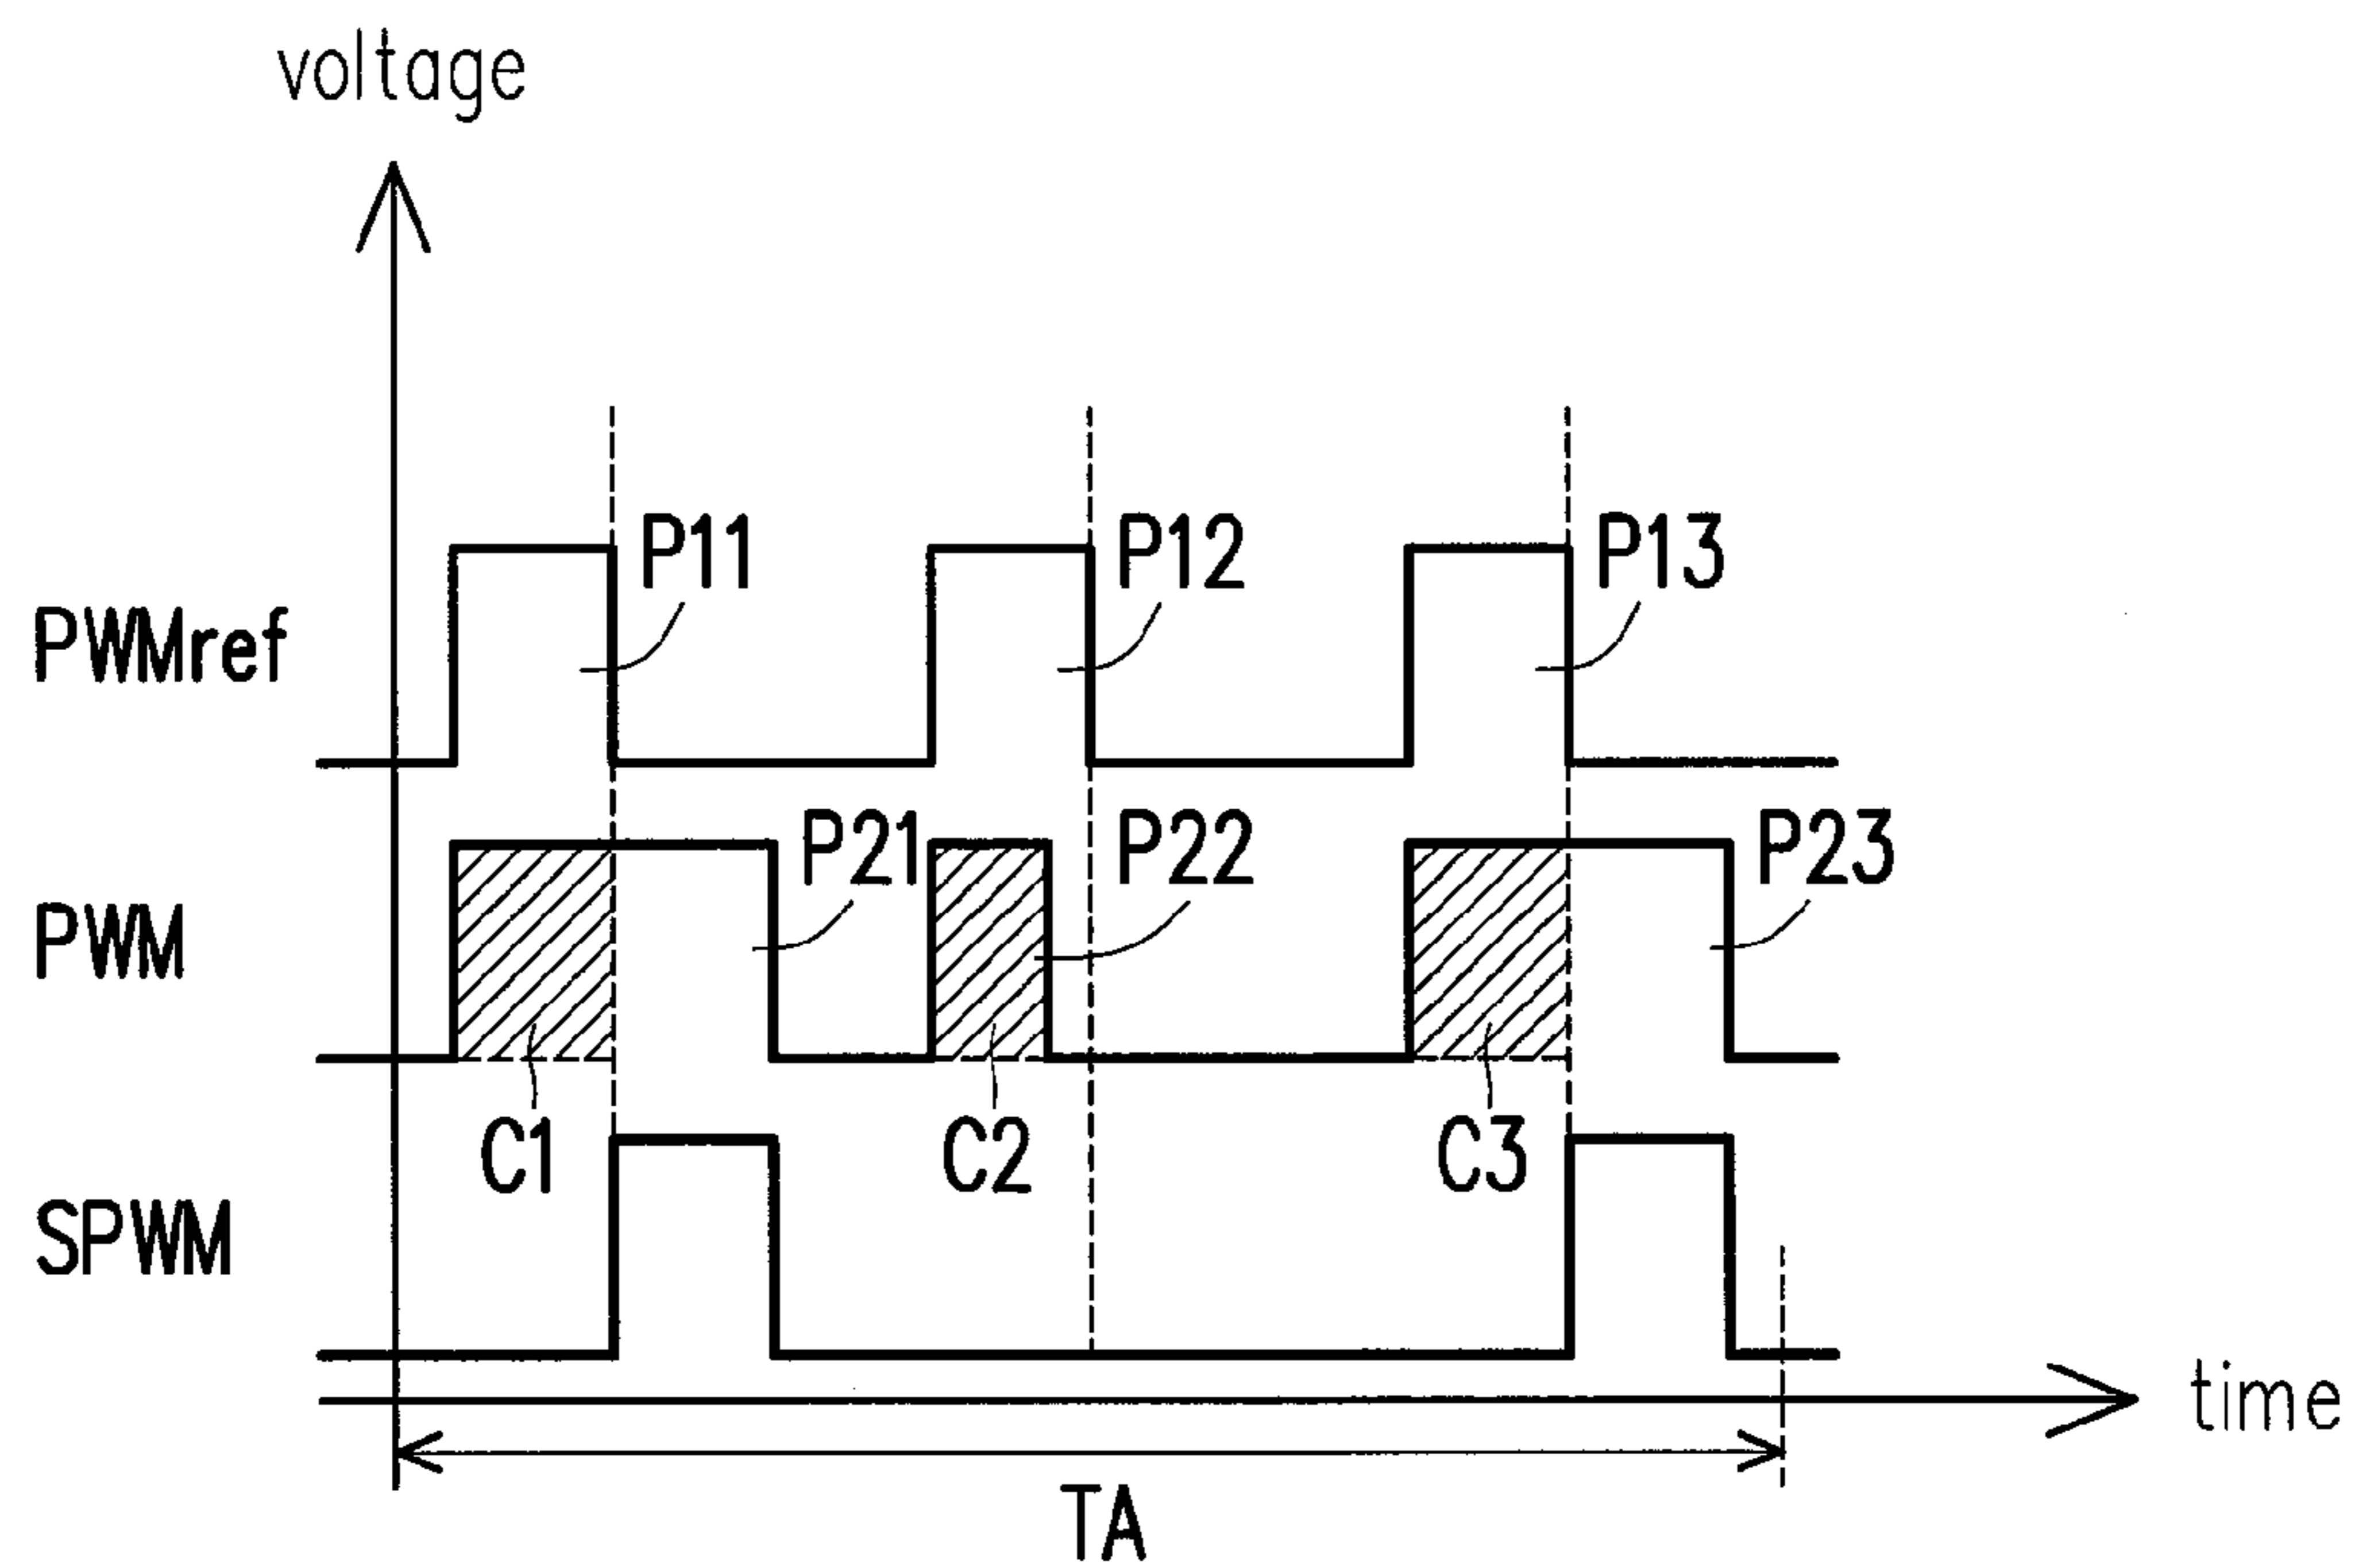 voltage
P11
P12
P13
PWMref
P21
P22
P23
PWM
C1
C2
C3
SPWM
time
TA